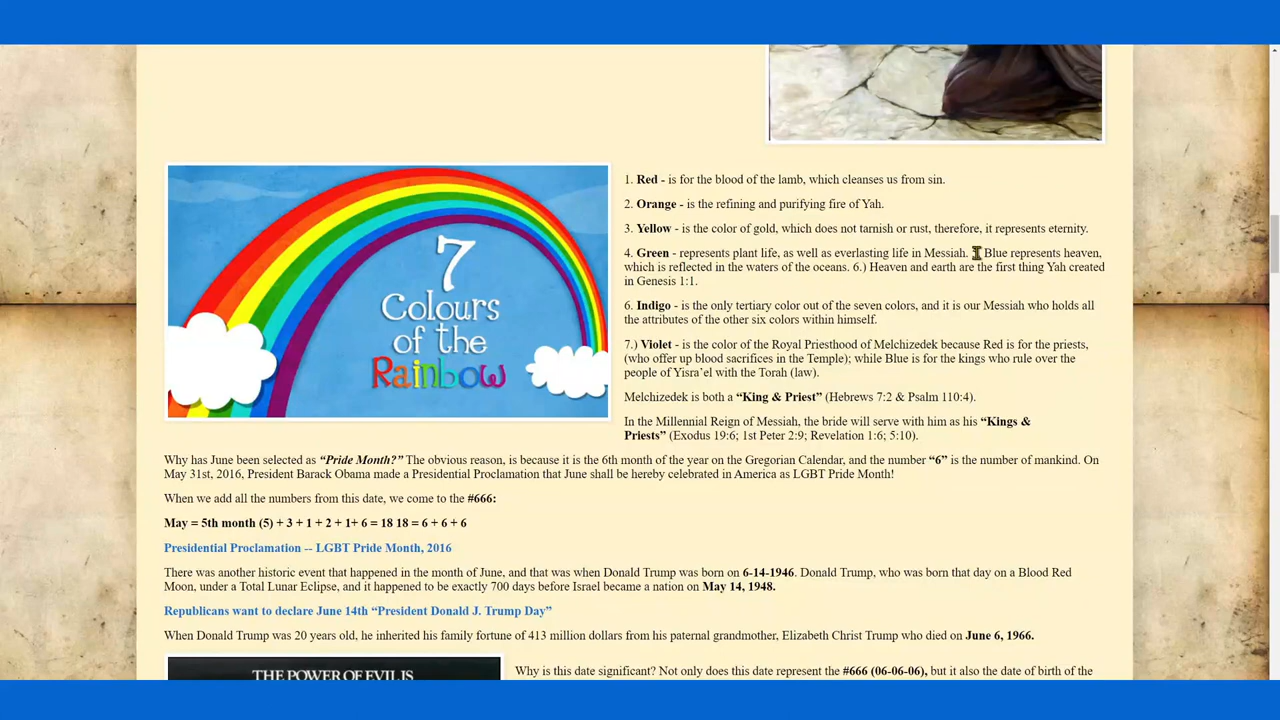 7
Colours
of the
Rainbow
1. Red - is for the blood of the lamb, which cleanses us from sin.
2. Orange - is the refining and purifying fire of Yah.
3. Yellow - is the color of gold, which does not tarnish or rust, therefore, it represents eternity.
4. Green - represents plant life, as well as everlasting life in Messiah. Blue represents heaven,
which is reflected in the waters of the oceans. 6.) Heaven and earth are the first thing Yah created
in Genesis 1:1.
6. Indigo - is the only tertiary color out of the seven colors, and it is our Messiah who holds all
the attributes of the other six colors within himself.
7.) Violet - is the color of the Royal Priesthood of Melchizedek because Red is for the priests,
(who offer up blood sacrifices in the Temple); while Blue is for the kings who rule over the
people of Yisra’el with the Torah (law).
Melchizedek is both a “King & Priest” (Hebrews 7:2 & Psalm 110:4).
In the Millennial Reign of Messiah, the bride will serve with him as his “Kings &
Priests” (Exodus 19:6; 1st Peter 2:9; Revelation 1:6; 5:10).
Why has June been selected as “Pride Month?” The obvious reason, is because it is the 6th month of the year on the Gregorian Calendar, and the number “6” is the number of mankind. On
May 31st, 2016, President Barack Obama made a Presidential Proclamation that June shall be hereby celebrated in America as LGBT Pride Month!
When we add all the numbers from this date, we come to the #666:
May = 5th month (5) + 3 + 1 + 2 + 1+ 6 = 18 18 = 6 + 6 + 6
Presidential Proclamation -- LGBT Pride Month, 2016
There was another historic event that happened in the month of June, and that was when Donald Trump was born on 6-14-1946. Donald Trump, who was born that day on a Blood Red
Moon, under a Total Lunar Eclipse, and it happened to be exactly 700 days before Israel became a nation on May 14, 1948.
Republicans want to declare June 14th “President Donald J. Trump Day”
When Donald Trump was 20 years old, he inherited his family fortune of 413 million dollars from his paternal grandmother, Elizabeth Christ Trump who died on June 6, 1966.
THE POWER OF EVIL IS
Why is this date significant? Not only does this date represent the #666 (06-06-06), but it also the date of birth of the